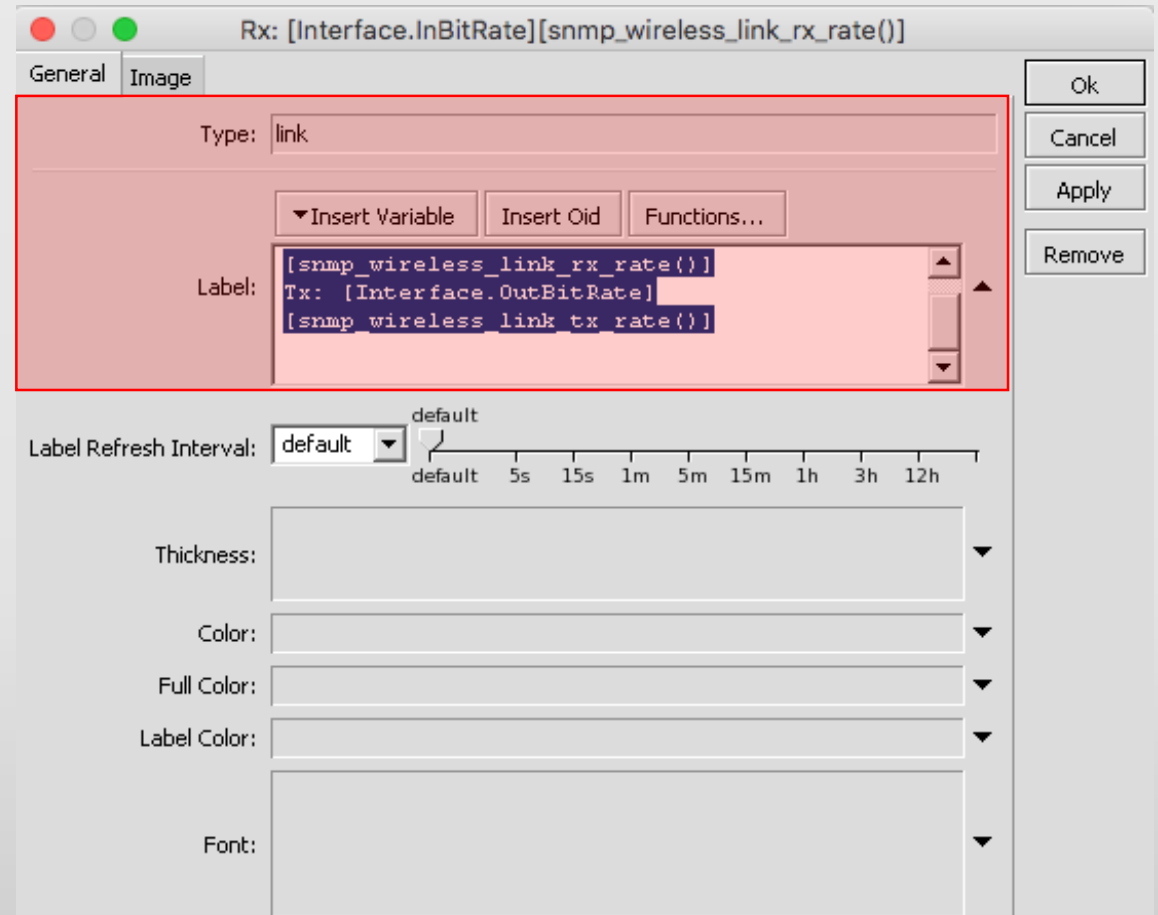 Rx: [Interface.InBitRate][snmp_wireless_link_rx_rate()]
General Image
Ok
Cancel
Apply
Remove
Type: link
▼Insert Variable Insert Oid Functions...
Label:
[snmp_wireless_link_rx_rate()]
Tx: [Interface.OutBitRate]
[snmp_wireless_link_tx_rate()]
default
Label Refresh Interval: default
default 5s 15s 1m 5m 15m 1h 3h 12h
Thickness:
Color:
Full Color:
Label Color:
Font: